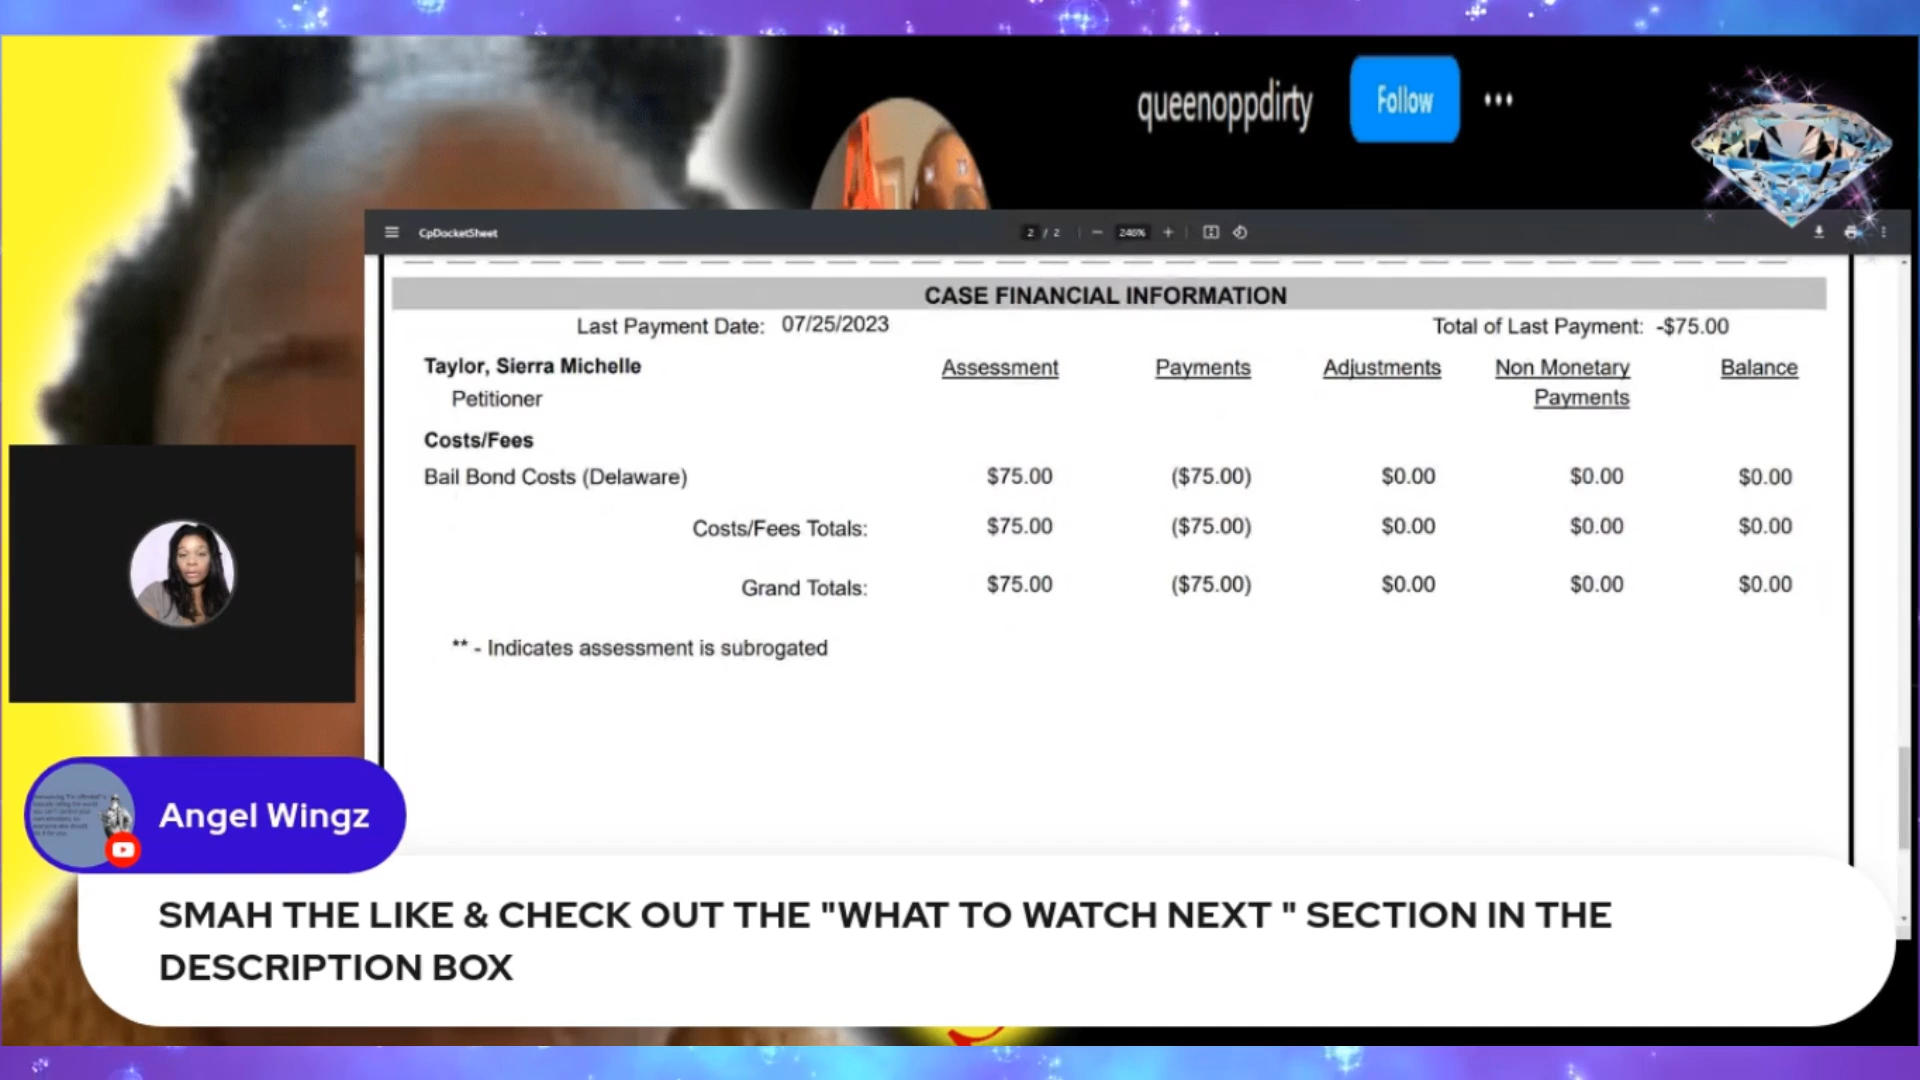 queenoppdirty Follow
CpDocketSheet 2 / 2 246%
CASE FINANCIAL INFORMATION
Last Payment Date: 07/25/2023 Total of Last Payment: -$75.00
Taylor, Sierra Michelle Assessment Payments Adjustments Non Monetary Balance
Petitioner Payments
Costs/Fees
Bail Bond Costs (Delaware) $75.00 ($75.00) $0.00 $0.00 $0.00
Costs/Fees Totals: $75.00 ($75.00) $0.00 $0.00 $0.00
Grand Totals: $75.00 ($75.00) $0.00 $0.00 $0.00
** - Indicates assessment is subrogated
Angel Wingz
SMAH THE LIKE & CHECK OUT THE "WHAT TO WATCH NEXT " SECTION IN THE
DESCRIPTION BOX